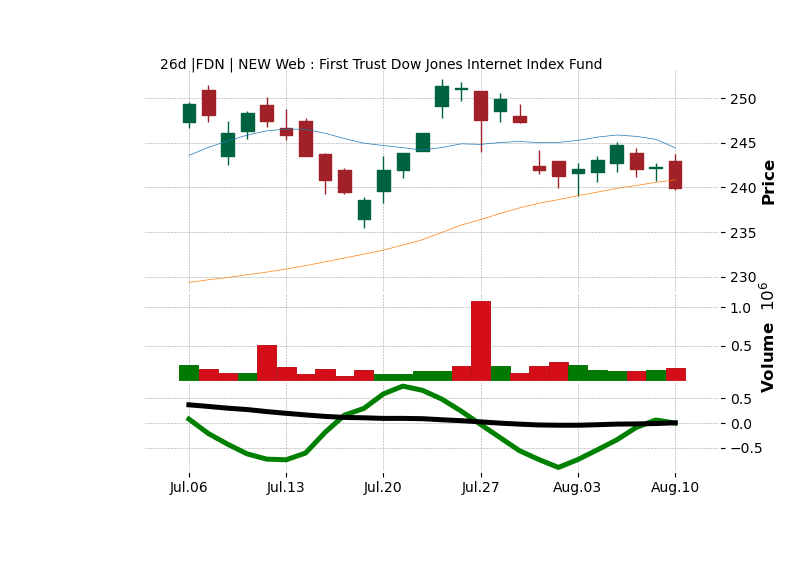 26d |FDN | NEW Web : First Trust Dow Jones Internet Index Fund
250
245
240
235
230
Price
1.0
0.5
Volume 10^6
0.5
0.0
−0.5
Jul.06 Jul.13 Jul.20 Jul.27 Aug.03 Aug.10